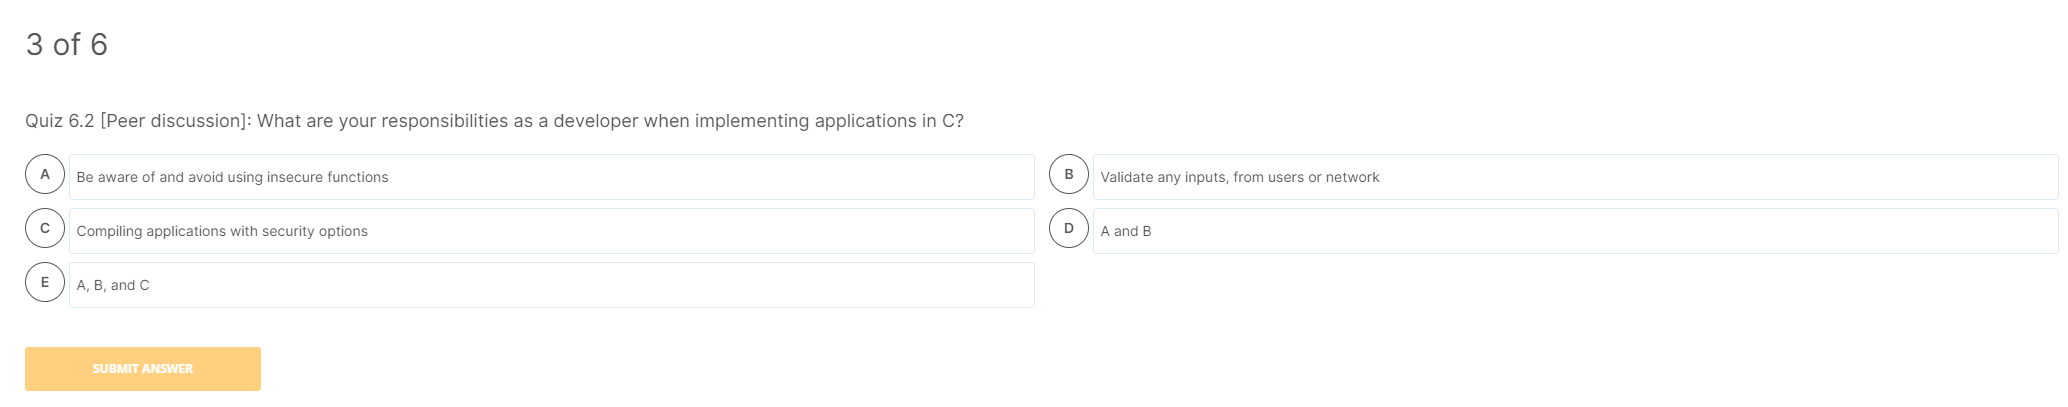 3 of 6
Quiz 6.2 [Peer discussion]: What are your responsibilities as a developer when implementing applications in C?
A Be aware of and avoid using insecure functions
B Validate any inputs, from users or network
C Compiling applications with security options
D A and B
E A, B, and C
SUBMIT ANSWER